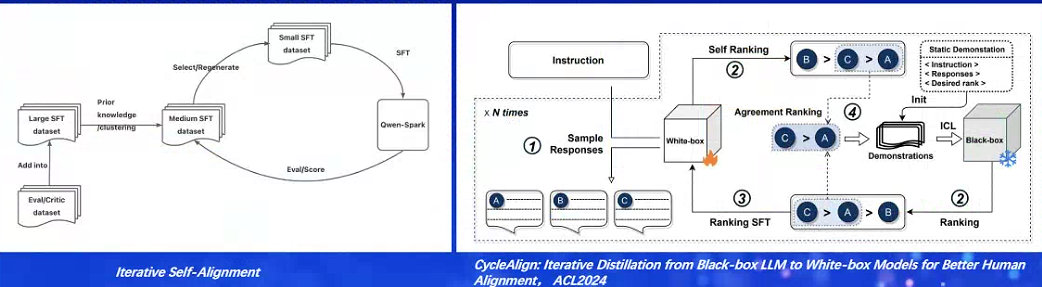 Small SFT
dataset
SFT
Select/Regenerate
Prior
knowledge
/clustering
Large SFT
dataset
Medium SFT
dataset
Qwen-Spark
Add into
Eval/Score
Eval/Critic
dataset
Iterative Self-Alignment
Instruction
Self Ranking
②
B > C > A
Static Demonstation
< Instruction >
< Responses >
< Desired rank >
x N times
①
Sample
Responses
White-box
Agreement Ranking
④
C > A
Init
Demonstrations
ICL
Black-box
A
B
C
③
Ranking SFT
C > A > B
②
Ranking
CycleAlign: Iterative Distillation from Black-box LLM to White-box Models for Better Human
Alignment, ACL2024